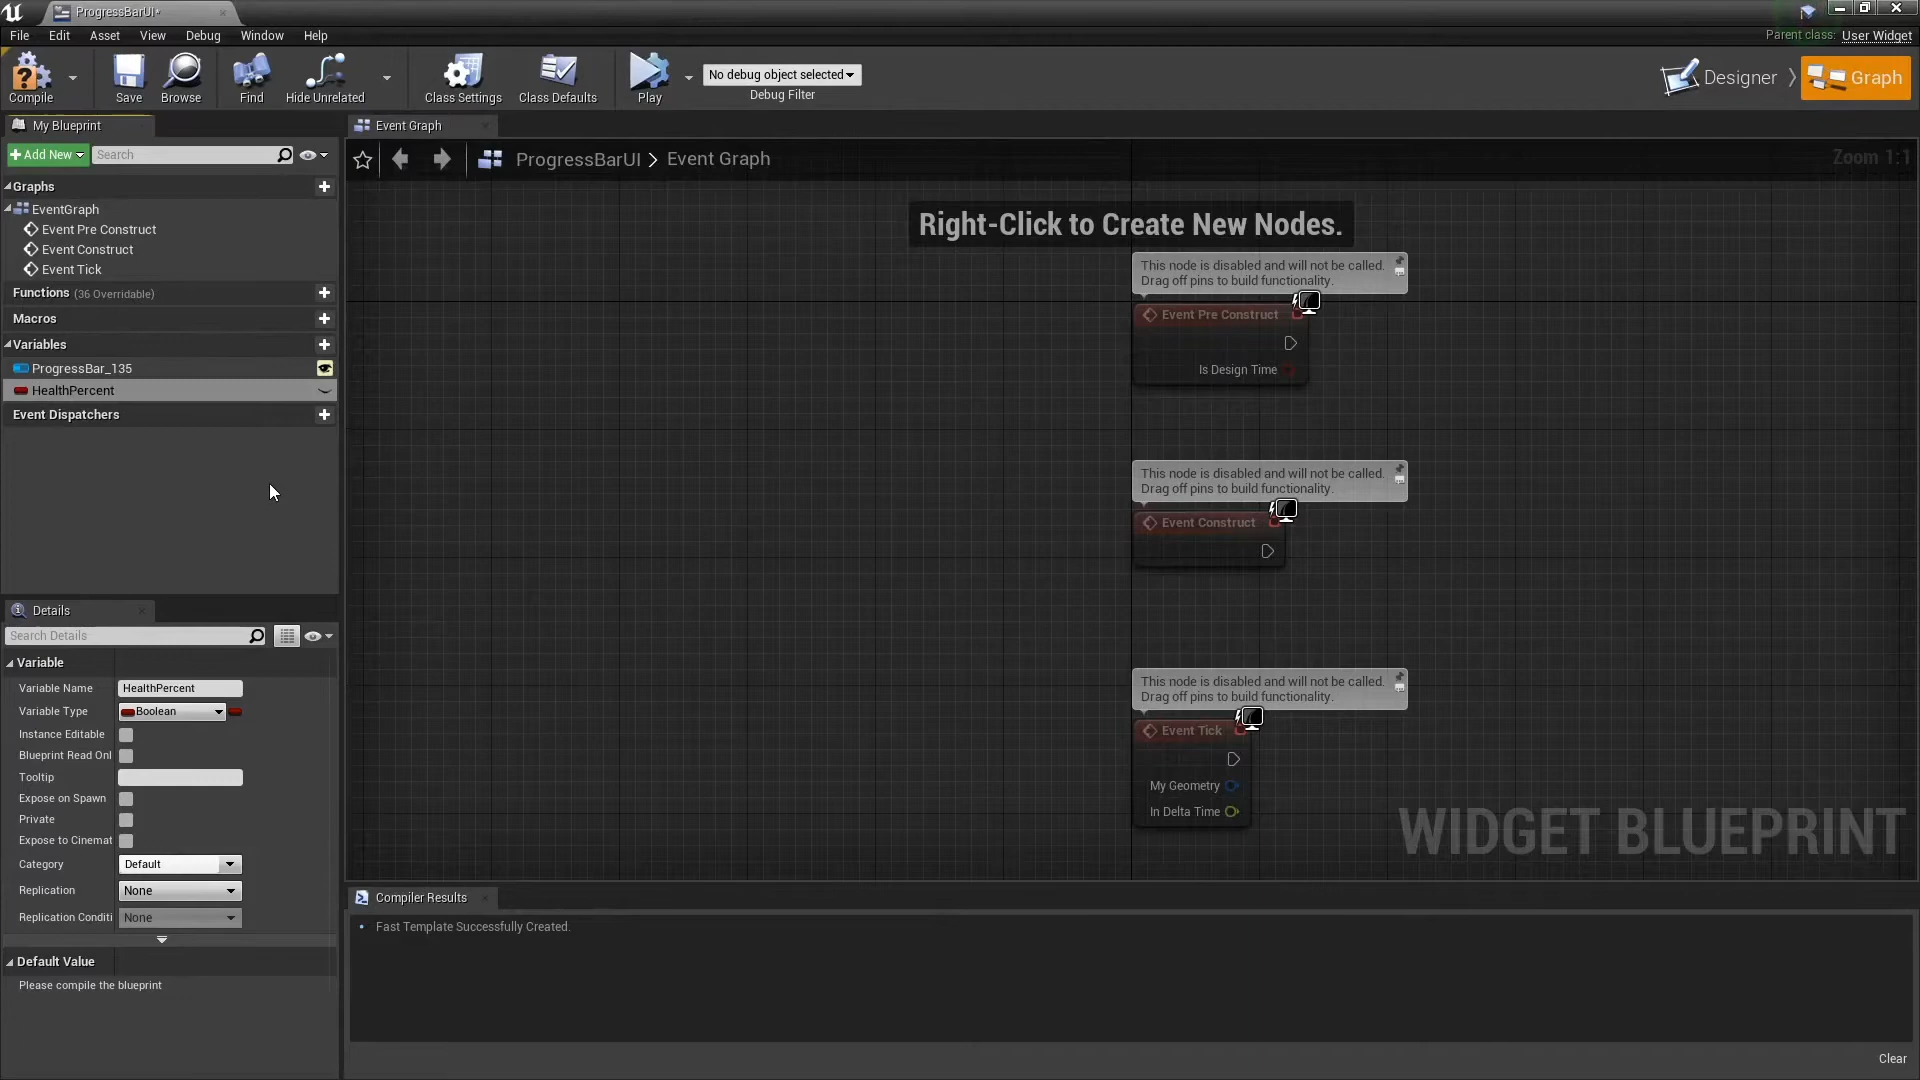 ProgressBarUI*
File Edit Asset View Debug Window Help
Parent class: User Widget
Compile
Save
Browse
Find
Hide Unrelated
Class Settings
Class Defaults
Play
No debug object selected
Debug Filter
Designer
Graph
My Blueprint
Event Graph
Add New
Search
ProgressBarUI > Event Graph
Zoom 1:1
Graphs
EventGraph
Event Pre Construct
Event Construct
Event Tick
Functions (36 Overridable)
Macros
Variables
ProgressBar_135
HealthPercent
Event Dispatchers
Right-Click to Create New Nodes.
This node is disabled and will not be called.
Drag off pins to build functionality.
Event Pre Construct
Is Design Time
This node is disabled and will not be called.
Drag off pins to build functionality.
Event Construct
This node is disabled and will not be called.
Drag off pins to build functionality.
Event Tick
My Geometry
In Delta Time
WIDGET BLUEPRINT
Details
Search Details
Variable
Variable Name HealthPercent
Variable Type Boolean
Instance Editable
Blueprint Read Onl
Tooltip
Expose on Spawn
Private
Expose to Cinemat
Category Default
Replication None
Replication Conditi None
Default Value
Please compile the blueprint
Compiler Results
• Fast Template Successfully Created.
Clear